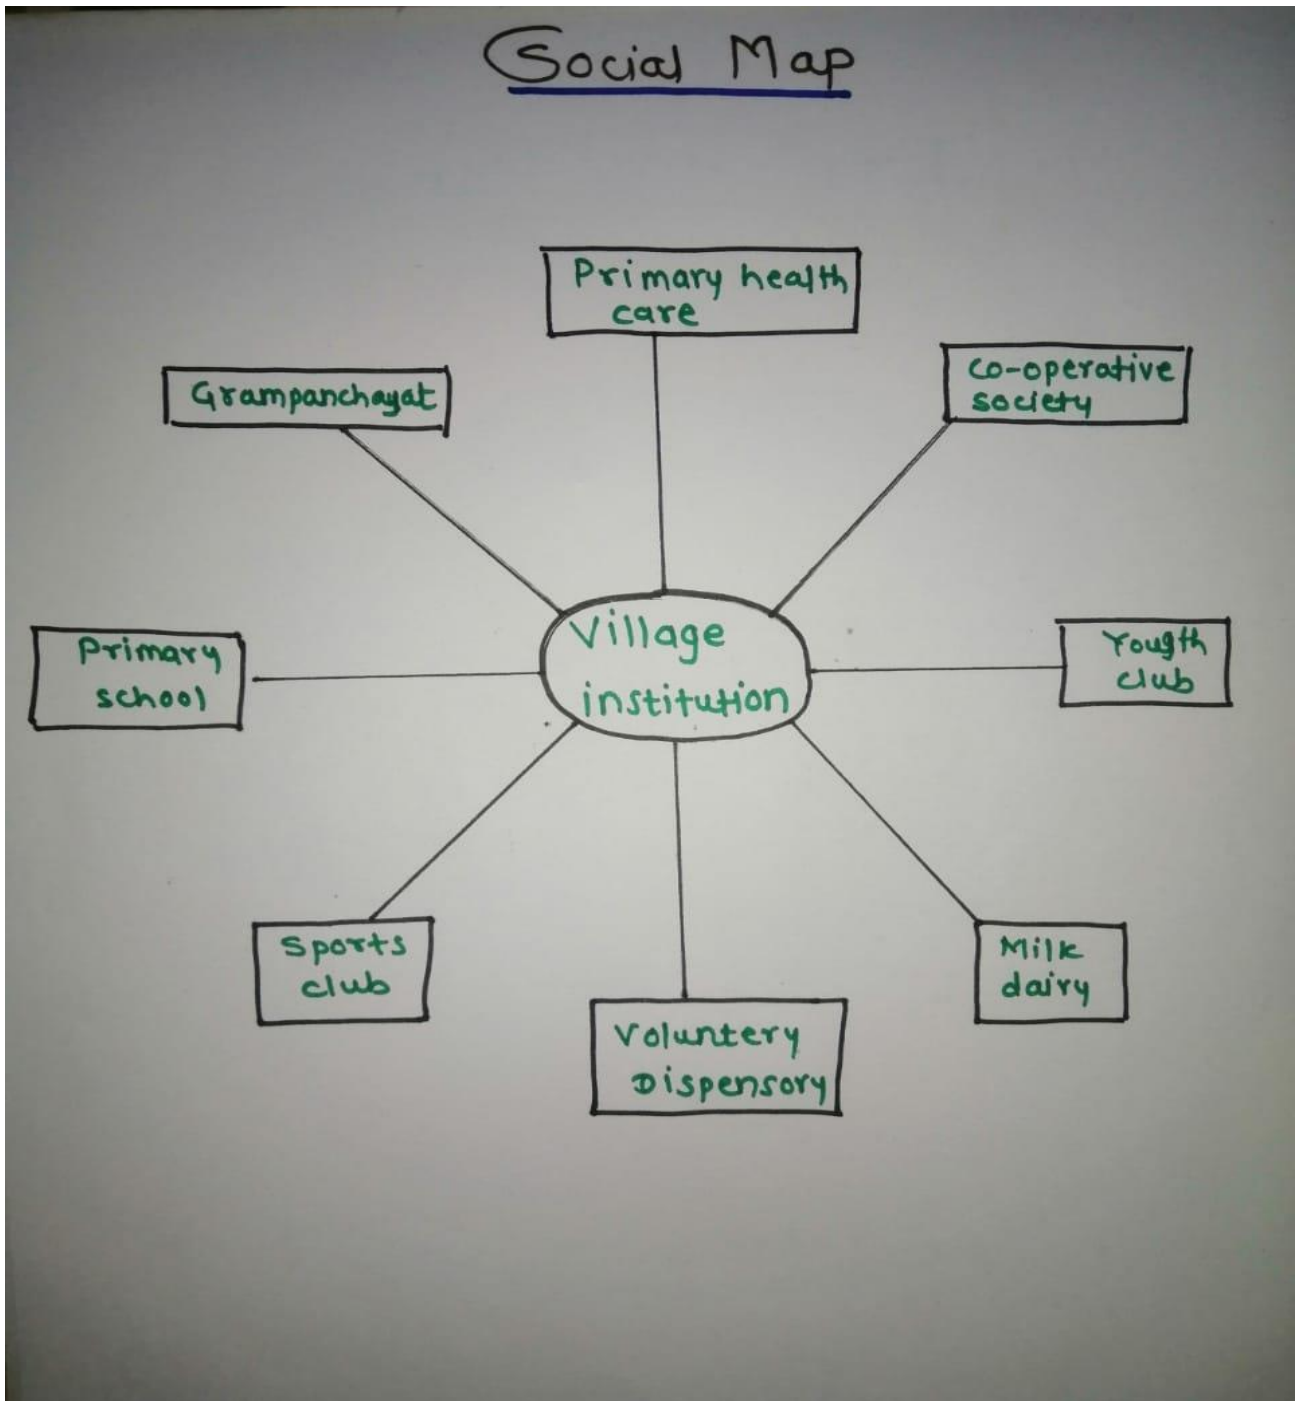 Social Map
Primary health
care
Grampanchayat
Co-operative
society
Village
institution
Primary
school
Yougth
club
Sports
club
Milk
dairy
Voluntery
Dispensory